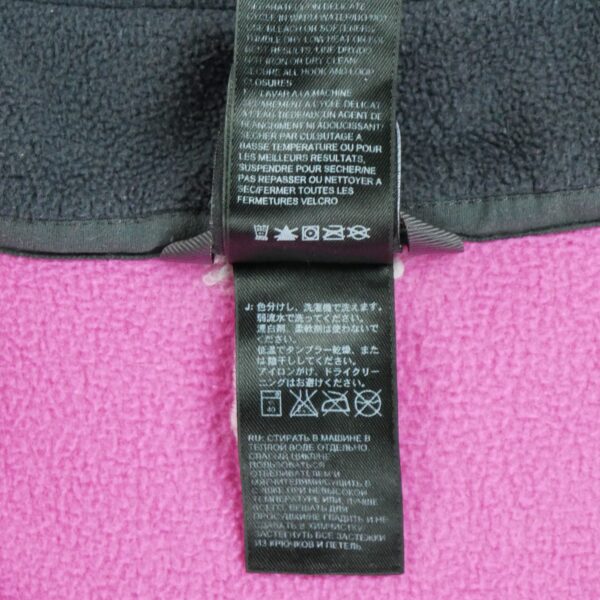 SEPARATELY ON DELICATE
CYCLE IN WARM WATER/DO NOT
USE BLEACH OR SOFTENERS
TUMBLE DRY LOW HEAT OR FOR
BEST RESULTS, LINE DRY/DO
NOT IRON OR DRY CLEAN/
SECURE ALL HOOK AND LOOP
CLOSURES
LAVAR A LA MACHINE
SÉPARÉMENT A CYCLE DELICAT
A L'EAU TIEDE/PAS UN AGENT DE
BLANCHIMENT NI ADOUCISSANT/
SÉCHER PAR CULBUTAGE A
BASSE TEMPÉRATURE OU POUR
LES MEILLEURS RESULTATS,
SUSPENDRE POUR SÉCHER/NE
PAS REPASSER OU NETTOYER A
SEC/FERMER TOUTES LES
FERMETURES VELCRO
J: 色分けし、洗濯機で洗えます。
弱流水で洗ってください。
漂白剤、柔軟剤は使わないで
ください。
低温でタンブラー乾燥、また
は陰干ししてください。
アイロンがけ、ドライクリー
ニングはお避けください
40
RU: СТИРАТЬ В МАШИНЕ В
ТЕПЛОЙ ВОДЕ ОТДЕЛЬНО,
ПОЛЬЗОВАТЬСЯ
ОТБЕЛИВАТЕЛЕМ И
ПРИ НЕВЫСОКОЙ
ТЕМПЕРАТУРЕ ИЛИ, ЛУЧШЕ
ВСЕГО, ВЕШАТЬ ДЛЯ
ПРОСУШКИ/НЕ ГЛАДИТЬ И НЕ
СДАВАТЬ В ХИМЧИСТКУ
ЗАСТЕГНУТЬ ВСЕ ЗАСТЕЖКИ
ИЗ КРЮЧКОВ И ПЕТЕЛЬ